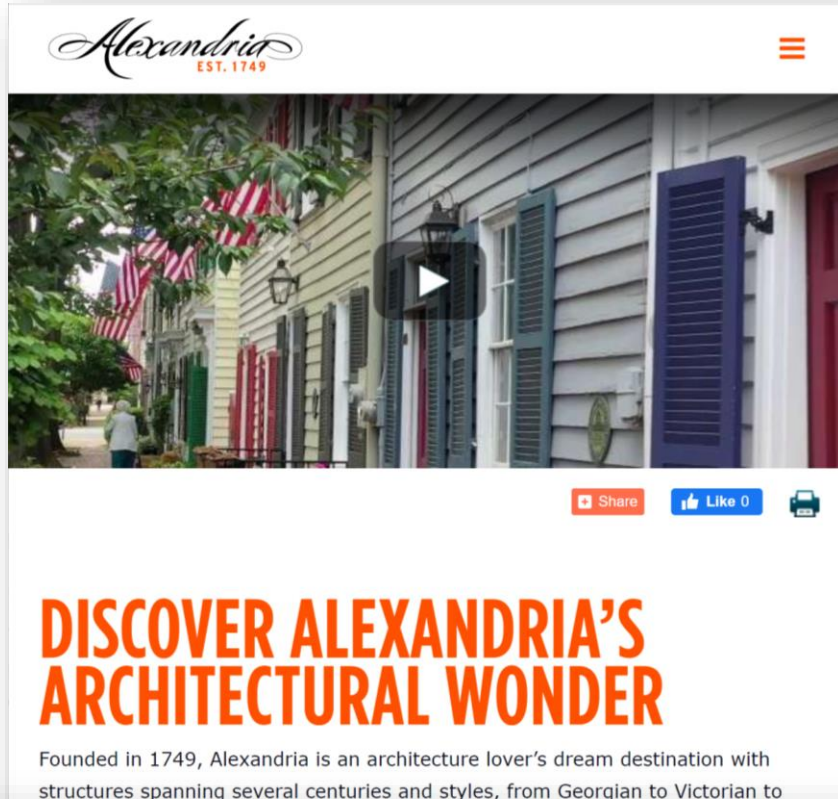 Alexandria
EST. 1749
Share
Like 0
DISCOVER ALEXANDRIA’S
ARCHITECTURAL WONDER
Founded in 1749, Alexandria is an architecture lover’s dream destination with
structures spanning several centuries and styles, from Georgian to Victorian to